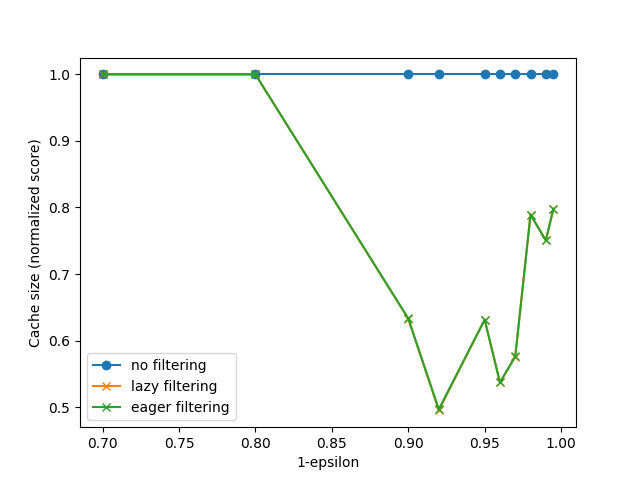 Cache size (normalized score)
1.0
0.9
0.8
0.7
0.6
0.5
no filtering
lazy filtering
eager filtering
0.70
0.75
0.80
0.85
0.90
0.95
1.00
1-epsilon